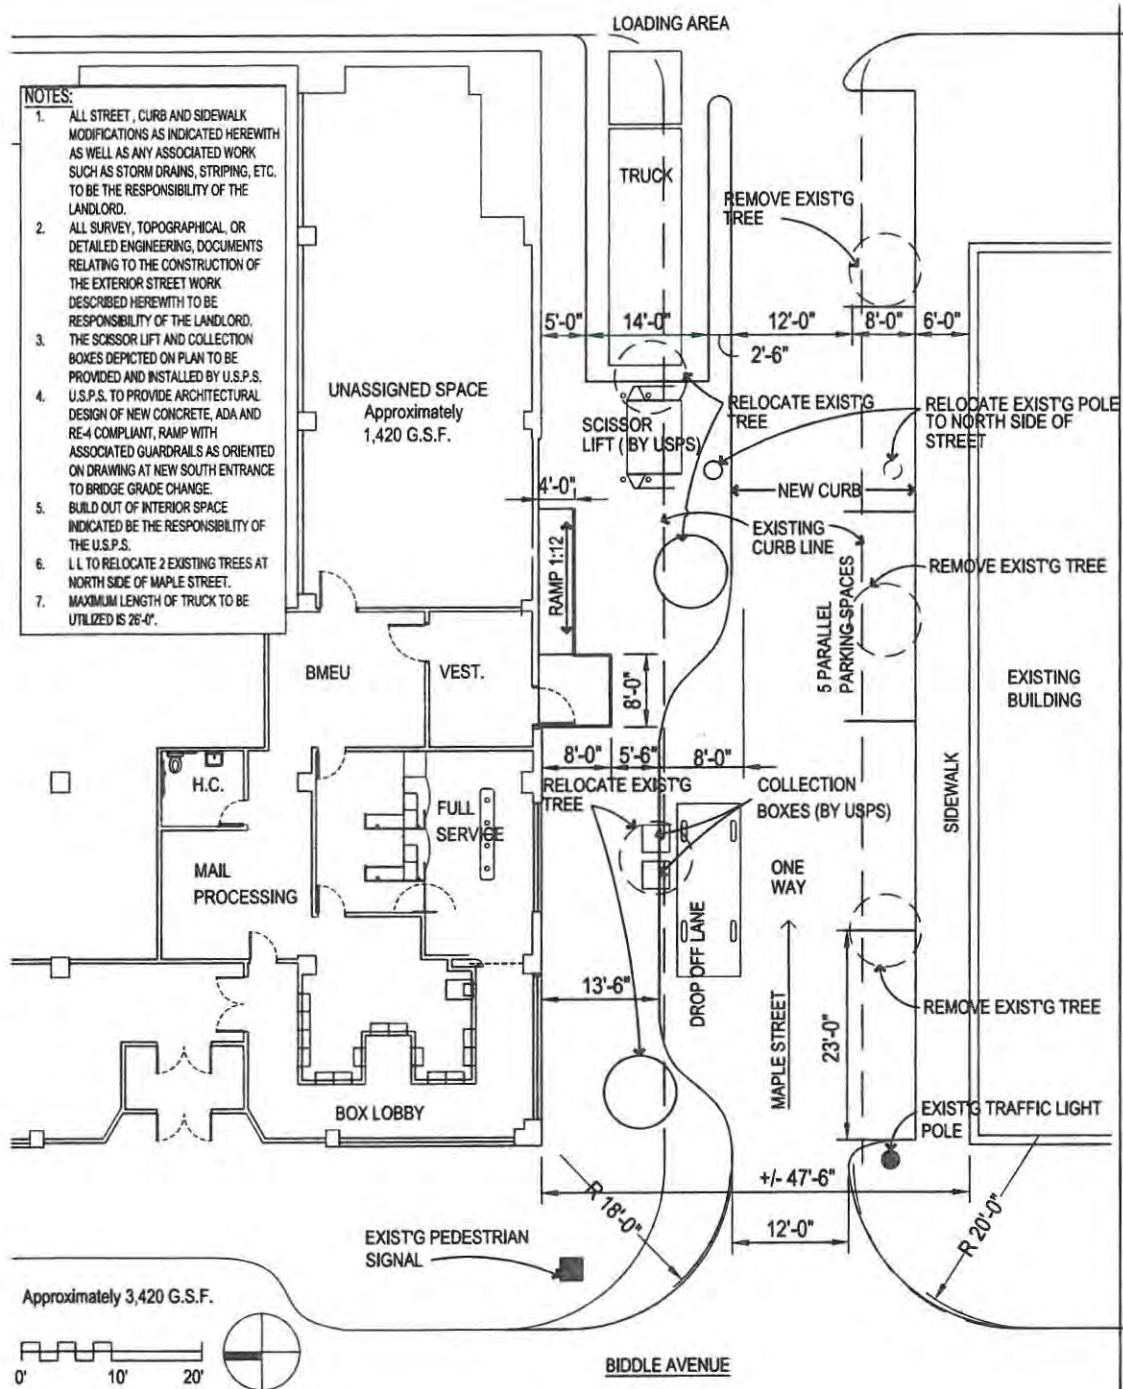 LOADING AREA
NOTES:
1. ALL STREET , CURB AND SIDEWALK
MODIFICATIONS AS INDICATED HEREWITH
AS WELL AS ANY ASSOCIATED WORK
SUCH AS STORM DRAINS, STRIPING, ETC.
TO BE THE RESPONSIBILITY OF THE
LANDLORD.
2. ALL SURVEY, TOPOGRAPHICAL, OR
DETAILED ENGINEERING, DOCUMENTS
RELATING TO THE CONSTRUCTION OF
THE EXTERIOR STREET WORK
DESCRIBED HEREWITH TO BE
RESPONSIBILITY OF THE LANDLORD.
3. THE SCISSOR LIFT AND COLLECTION
BOXES DEPICTED ON PLAN TO BE
PROVIDED AND INSTALLED BY U.S.P.S.
4. U.S.P.S. TO PROVIDE ARCHITECTURAL
DESIGN OF NEW CONCRETE, ADA AND
RE-4 COMPLIANT, RAMP WITH
ASSOCIATED GUARDRAILS AS ORIENTED
ON DRAWING AT NEW SOUTH ENTRANCE
TO BRIDGE GRADE CHANGE.
5. BUILD OUT OF INTERIOR SPACE
INDICATED BE THE RESPONSIBILITY OF
THE U.S.P.S.
6. L L TO RELOCATE 2 EXISTING TREES AT
NORTH SIDE OF MAPLE STREET.
7. MAXIMUM LENGTH OF TRUCK TO BE
UTILIZED IS 26'-0".
TRUCK
REMOVE EXIST'G
TREE
5'-0"
14'-0"
12'-0"
8'-0"
6'-0"
2'-6"
UNASSIGNED SPACE
Approximately
1,420 G.S.F.
SCISSOR
LIFT ( BY USPS)
RELOCATE EXIST'G
TREE
RELOCATE EXIST'G POLE
TO NORTH SIDE OF
STREET
4'-0"
NEW CURB
RAMP 1:12
EXISTING
CURB LINE
REMOVE EXIST'G TREE
5 PARALLEL
PARKING SPACES
BMEU
VEST.
8'-0"
EXISTING
BUILDING
8'-0"
5'-6"
8'-0"
H.C.
RELOCATE EXIST'G
TREE
COLLECTION
BOXES (BY USPS)
FULL
SERVICE
SIDEWALK
MAIL
PROCESSING
ONE
WAY
DROP OFF LANE
13'-6"
MAPLE STREET
23'-0"
REMOVE EXIST'G TREE
BOX LOBBY
EXIST'G TRAFFIC LIGHT
POLE
+/- 47'-6"
R 18'-0"
12'-0"
R 20'-0"
EXIST'G PEDESTRIAN
SIGNAL
Approximately 3,420 G.S.F.
0'
10'
20'
BIDDLE AVENUE